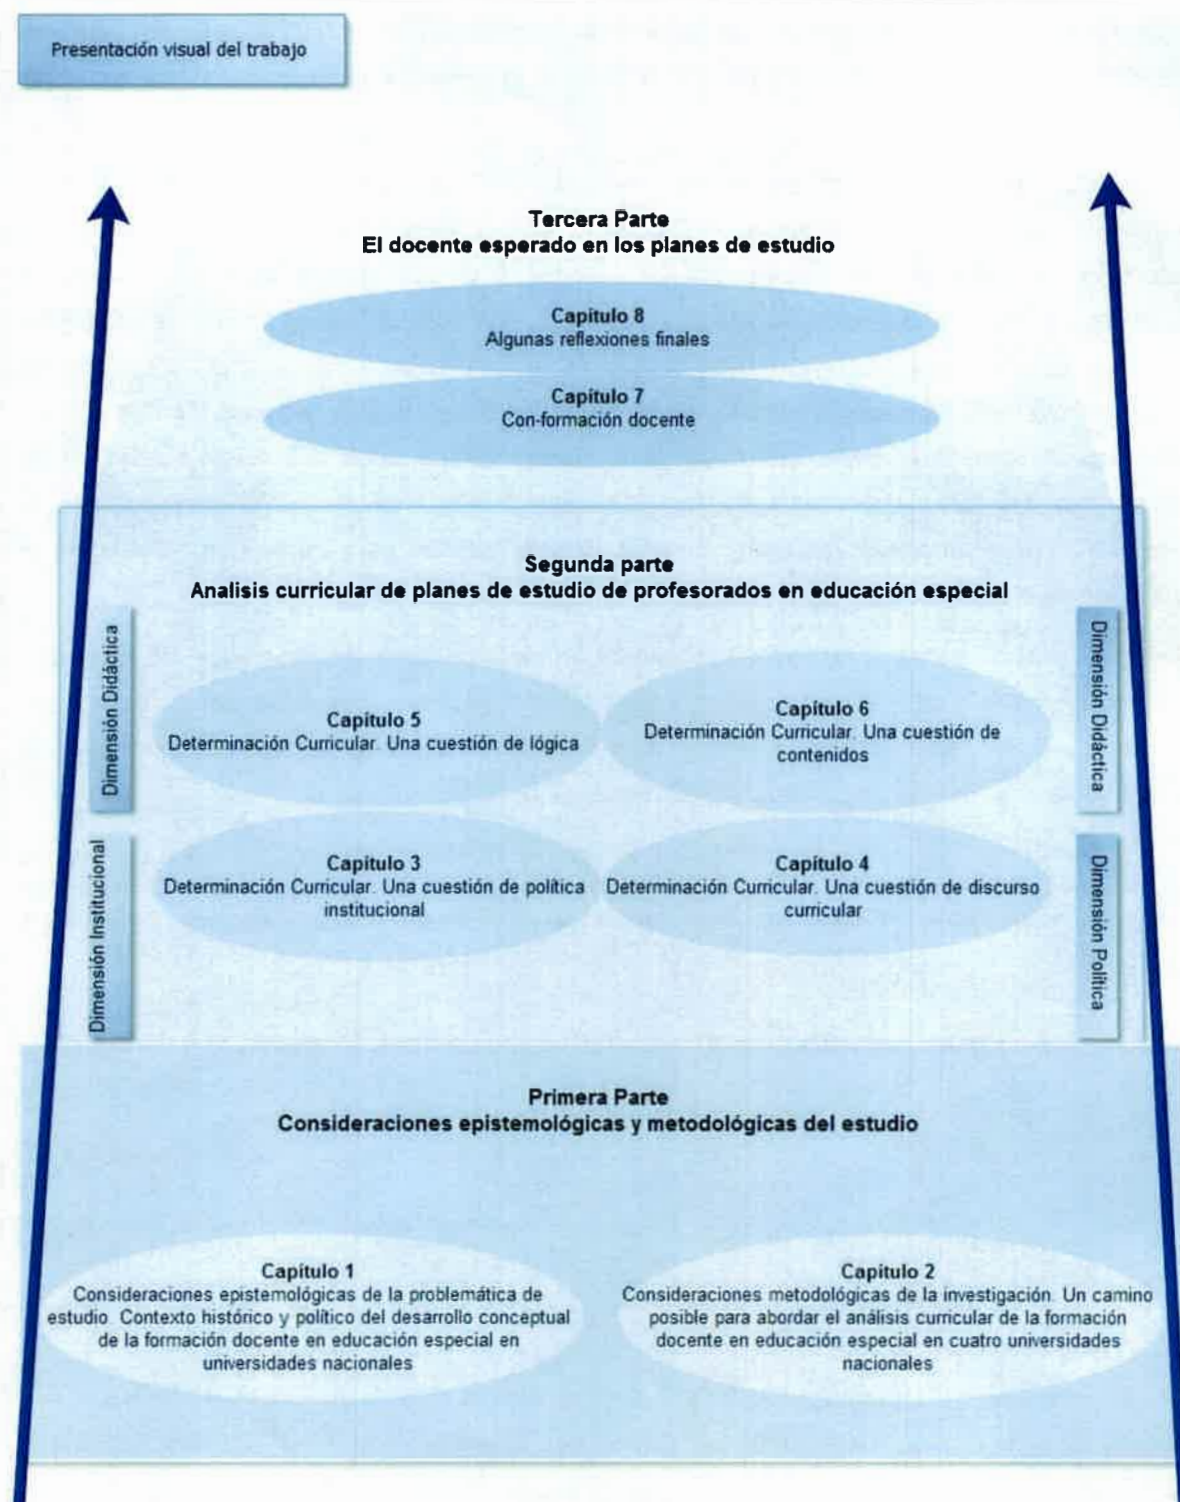 Presentación visual del trabajo
Tercera Parte
El docente esperado en los planes de estudio
Capítulo 8
Algunas reflexiones finales
Capítulo 7
Con-formación docente
Segunda parte
Analisis curricular de planes de estudio de profesorados en educación especial
Dimensión Didáctica
Dimensión Didáctica
Capítulo 5
Determinación Curricular. Una cuestión de lógica
Capítulo 6
Determinación Curricular. Una cuestión de
contenidos
Dimensión Institucional
Dimensión Política
Capítulo 3
Determinación Curricular. Una cuestión de política
institucional
Capítulo 4
Determinación Curricular. Una cuestión de discurso
curricular
Primera Parte
Consideraciones epistemológicas y metodológicas del estudio
Capítulo 1
Consideraciones epistemológicas de la problemática de
estudio. Contexto histórico y político del desarrollo conceptual
de la formación docente en educación especial en
universidades nacionales
Capítulo 2
Consideraciones metodológicas de la investigación. Un camino
posible para abordar el análisis curricular de la formación
docente en educación especial en cuatro universidades
nacionales